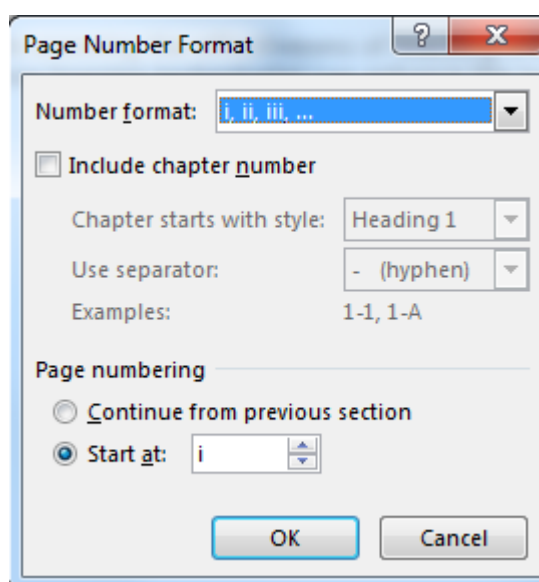 Page Number Format
? X
Number format: i, ii, iii, ...
Include chapter number
Chapter starts with style: Heading 1
Use separator: - (hyphen)
Examples: 1-1, 1-A
Page numbering
Continue from previous section
Start at: i
OK Cancel